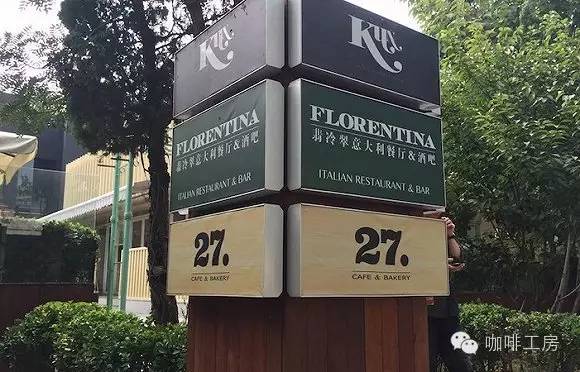 FLORENTINA
翡冷翠意大利餐厅&酒吧
ITALIAN RESTAURANT & BAR
27.
CAFE & BAKERY
FLORENTINA
翡冷翠意大利餐厅&酒吧
ITALIAN RESTAURANT & BAR
27.
CAFE & BAKERY
咖啡工房